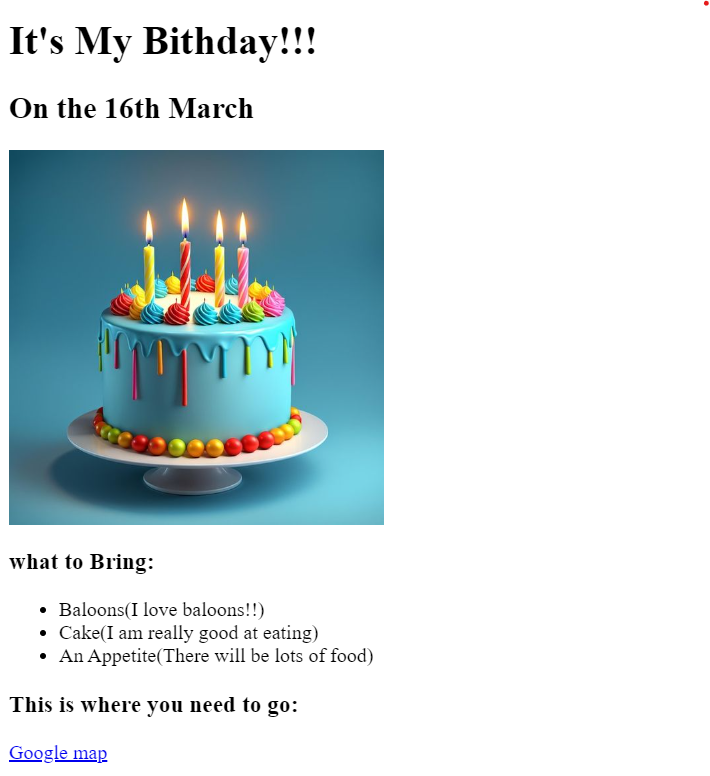 It's My Bithday!!!
On the 16th March
what to Bring:
Baloons(I love baloons!!)
Cake(I am really good at eating)
An Appetite(There will be lots of food)
This is where you need to go:
Google map